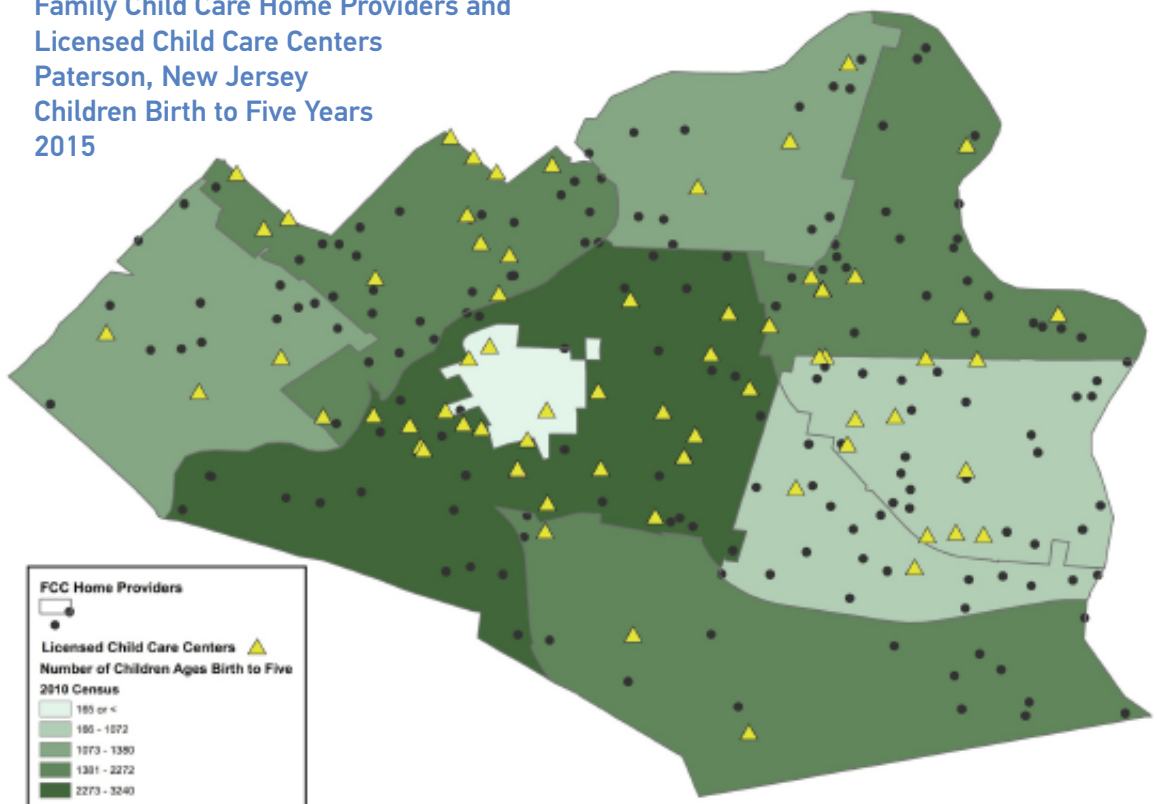 Family Child Care Home Providers and
Licensed Child Care Centers
Paterson, New Jersey
Children Birth to Five Years
2015
FCC Home Providers
Licensed Child Care Centers
Number of Children Ages Birth to Five
2010 Census
165 or <
166 - 1072
1073 - 1380
1381 - 2272
2273 - 3240